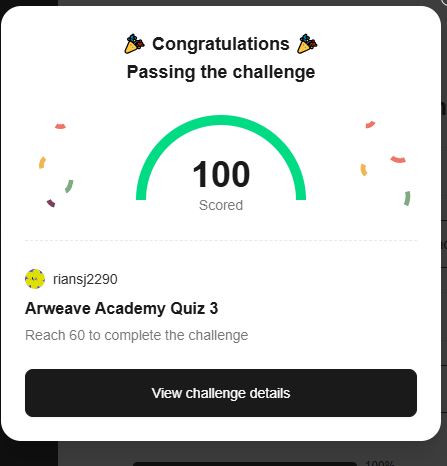 Congratulations
Passing the challenge
100
Scored
riansj2290
Arweave Academy Quiz 3
Reach 60 to complete the challenge
View challenge details
100%